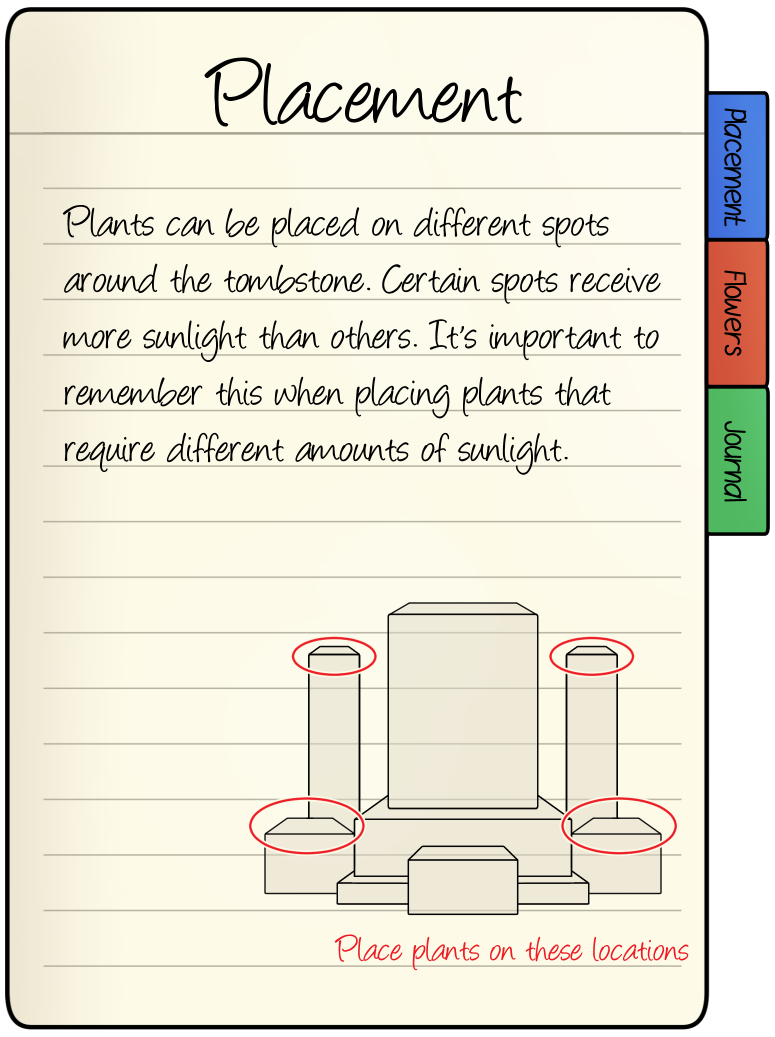 Placement
Plants can be placed on different spots
around the tombstone. Certain spots receive
more sunlight than others. It's important to
remember this when placing plants that
require different amounts of sunlight.
Place plants on these locations
Placement
Flowers
Journal